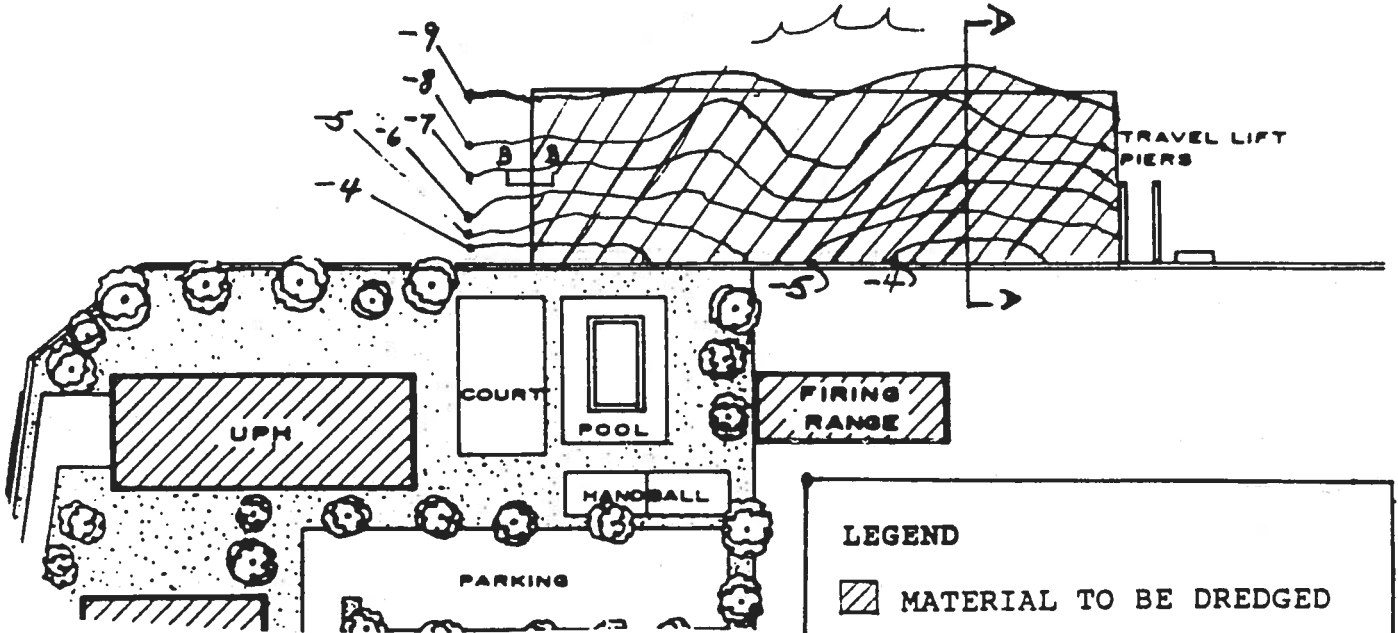 -9
-8
-7
-6
-5
-4
D
B B
TRAVEL LIFT
PIERS
-5 -4
D
COURT
POOL
FIRING
RANGE
UPH
HANDBALL
PARKING
LEGEND
MATERIAL TO BE DREDGED